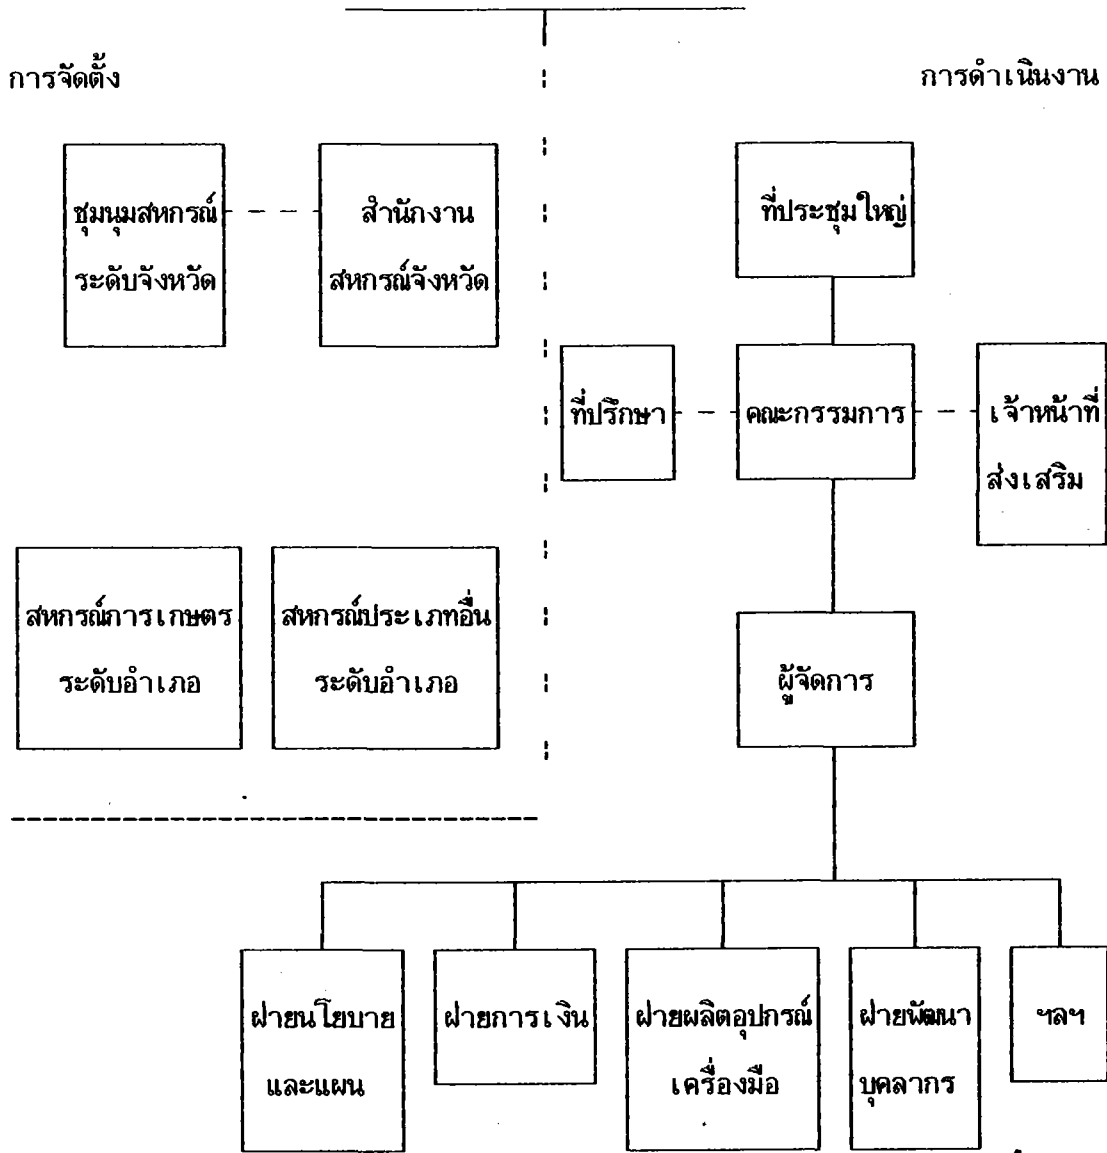 การจัดตั้ง
การดำเนินงาน
ชุมนุมสหกรณ์
ระดับจังหวัด
สำนักงาน
สหกรณ์จังหวัด
ที่ประชุมใหญ่
ที่ปรึกษา
คณะกรรมการ
เจ้าหน้าที่
ส่งเสริม
สหกรณ์การเกษตร
ระดับอำเภอ
สหกรณ์ประเภทอื่น
ระดับอำเภอ
ผู้จัดการ
ฝ่ายนโยบาย
และแผน
ฝ่ายการเงิน
ฝ่ายผลิตอุปกรณ์
เครื่องมือ
ฝ่ายพัฒนา
บุคลากร
ฯลฯ